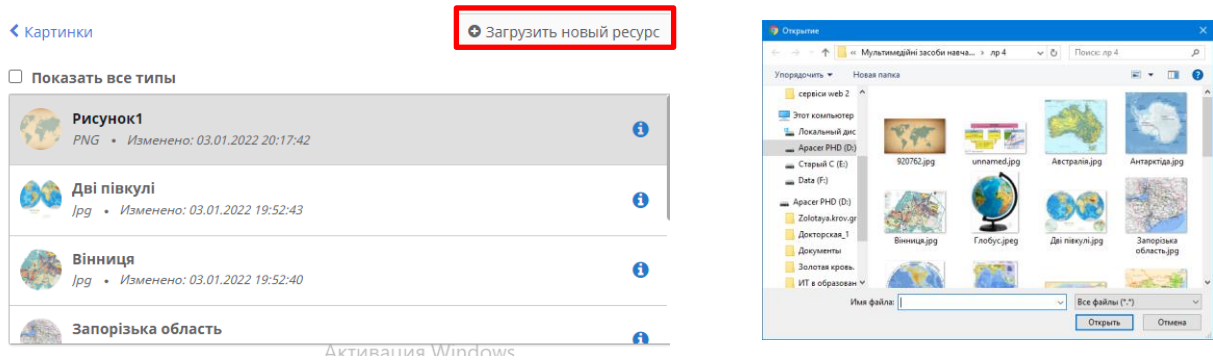 Картинки
Загрузить новый ресурс
Показать все типы
Рисунок1
PNG • Изменено: 03.01.2022 20:17:42
Дві півкулі
Jpg • Изменено: 03.01.2022 19:52:43
Вінниця
Jpg • Изменено: 03.01.2022 19:52:40
Запорізька область
Активация Windows
Открытие
« Мультимедійні засоби навча... › лр 4
Поиск: лр 4
Упорядочить
Новая папка
сервіси web 2
Этот компьютер
Локальный дис
Apacer PHD (D:)
Старый C (E:)
Data (F:)
Apacer PHD (D:)
Zolotaya.krov.gr
Докторская_1
Документы
Золотая кровь.
ИТ в образован
920762.jpg
unnamed.jpg
Австралія.jpg
Антарктіда.jpg
Вінниця.jpg
Глобус.jpeg
Дві півкулі.jpg
Запорізька
область.jpg
Имя файла:
Все файлы (*.*)
Открыть
Отмена